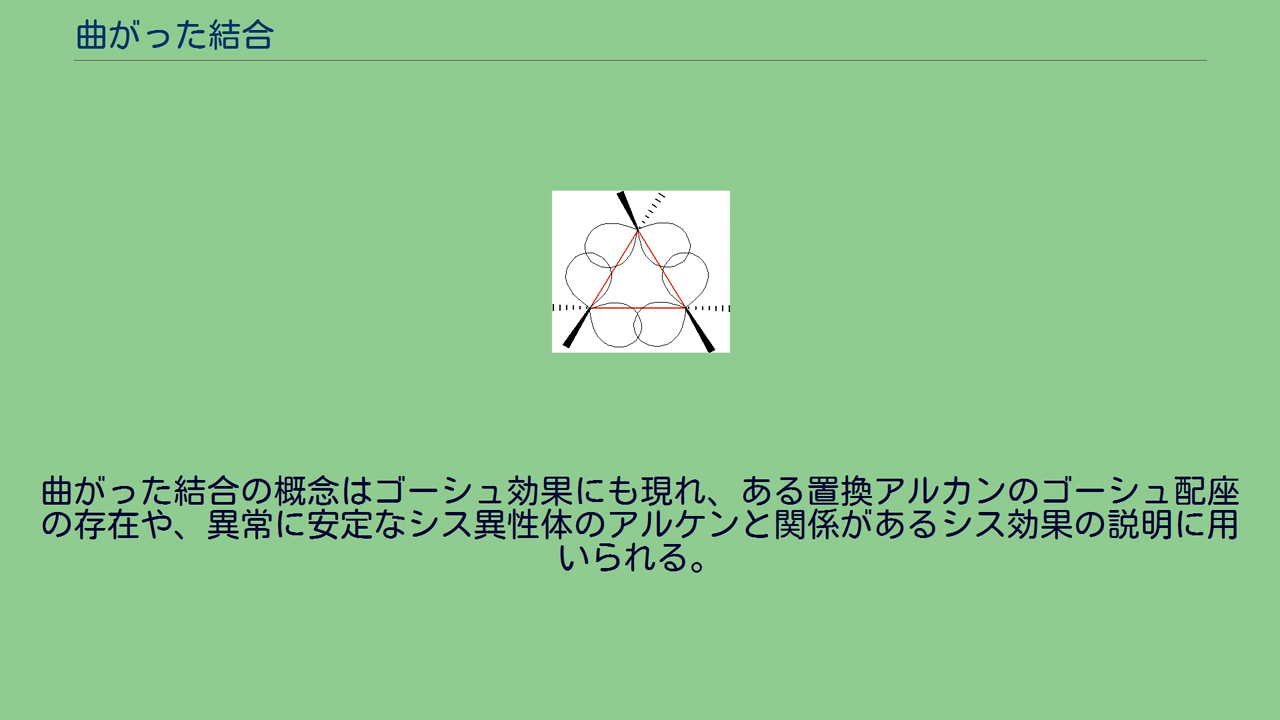 曲がった結合
曲がった結合の概念はゴーシュ効果にも現れ、ある置換アルカンのゴーシュ配座
の存在や、異常に安定なシス異性体のアルケンと関係があるシス効果の説明に用
いられる。